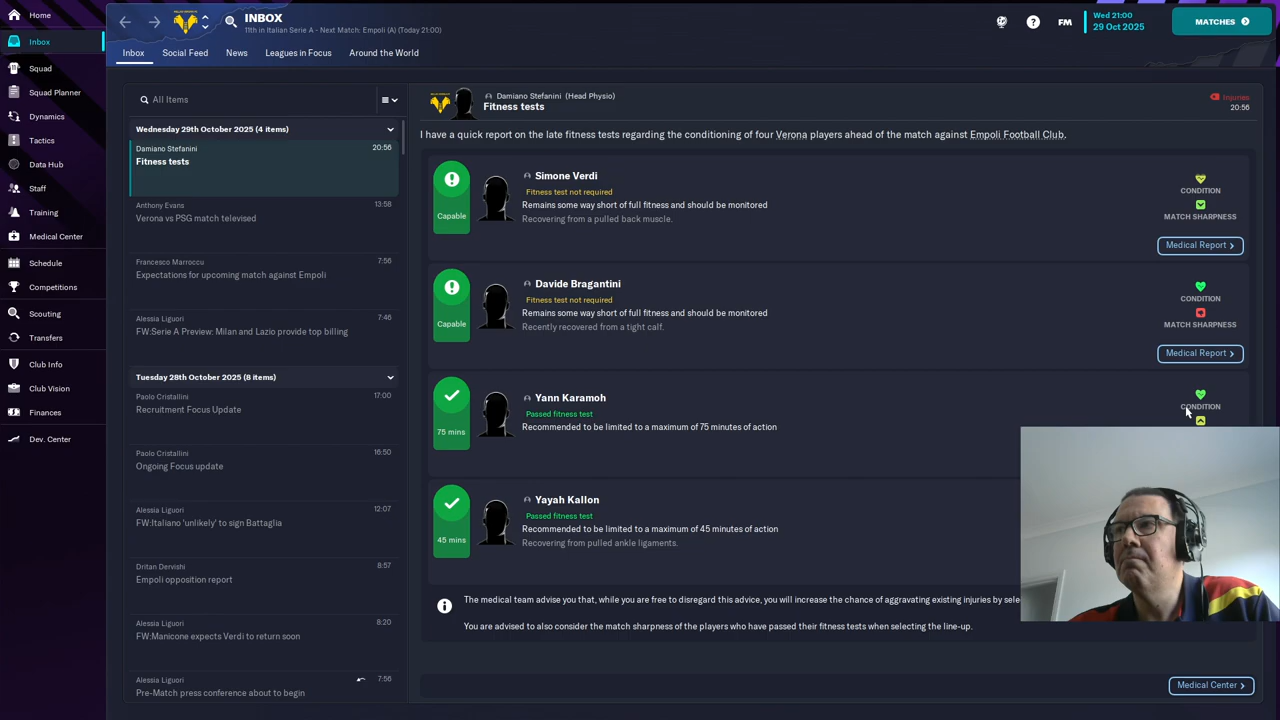 Home
Inbox
Squad
Squad Planner
Dynamics
Tactics
Data Hub
Staff
Training
Medical Center
Schedule
Competitions
Scouting
Transfers
Club Info
Club Vision
Finances
Dev. Center
INBOX
11th in Italian Serie A - Next Match: Empoli (A) (Today 21:00)
?
FM
Wed 21:00
29 Oct 2025
MATCHES
Inbox
Social Feed
News
Leagues in Focus
Around the World
All Items
Wednesday 29th October 2025 (4 items)
Damiano Stefanini
20:56
Fitness tests
Anthony Evans
13:58
Verona vs PSG match televised
Francesco Marroccu
7:56
Expectations for upcoming match against Empoli
Alessia Liguori
7:46
FW:Serie A Preview: Milan and Lazio provide top billing
Tuesday 28th October 2025 (8 items)
Paolo Cristallini
17:00
Recruitment Focus Update
Paolo Cristallini
16:50
Ongoing Focus update
Alessia Liguori
12:07
FW:Italiano 'unlikely' to sign Battaglia
Dritan Dervishi
8:57
Empoli opposition report
Alessia Liguori
8:20
FW:Manicone expects Verdi to return soon
Alessia Liguori
7:56
Pre-Match press conference about to begin
Damiano Stefanini (Head Physio)
Fitness tests
Injuries
20:56
I have a quick report on the late fitness tests regarding the conditioning of four Verona players ahead of the match against Empoli Football Club.
Capable
Simone Verdi
Fitness test not required
Remains some way short of full fitness and should be monitored
Recovering from a pulled back muscle.
CONDITION
MATCH SHARPNESS
Medical Report
Capable
Davide Bragantini
Fitness test not required
Remains some way short of full fitness and should be monitored
Recently recovered from a tight calf.
CONDITION
MATCH SHARPNESS
Medical Report
75 mins
Yann Karamoh
Passed fitness test
Recommended to be limited to a maximum of 75 minutes of action
CONDITION
45 mins
Yayah Kallon
Passed fitness test
Recommended to be limited to a maximum of 45 minutes of action
Recovering from pulled ankle ligaments.
The medical team advise you that, while you are free to disregard this advice, you will increase the chance of aggravating existing injuries by sele
You are advised to also consider the match sharpness of the players who have passed their fitness tests when selecting the line-up.
Medical Center